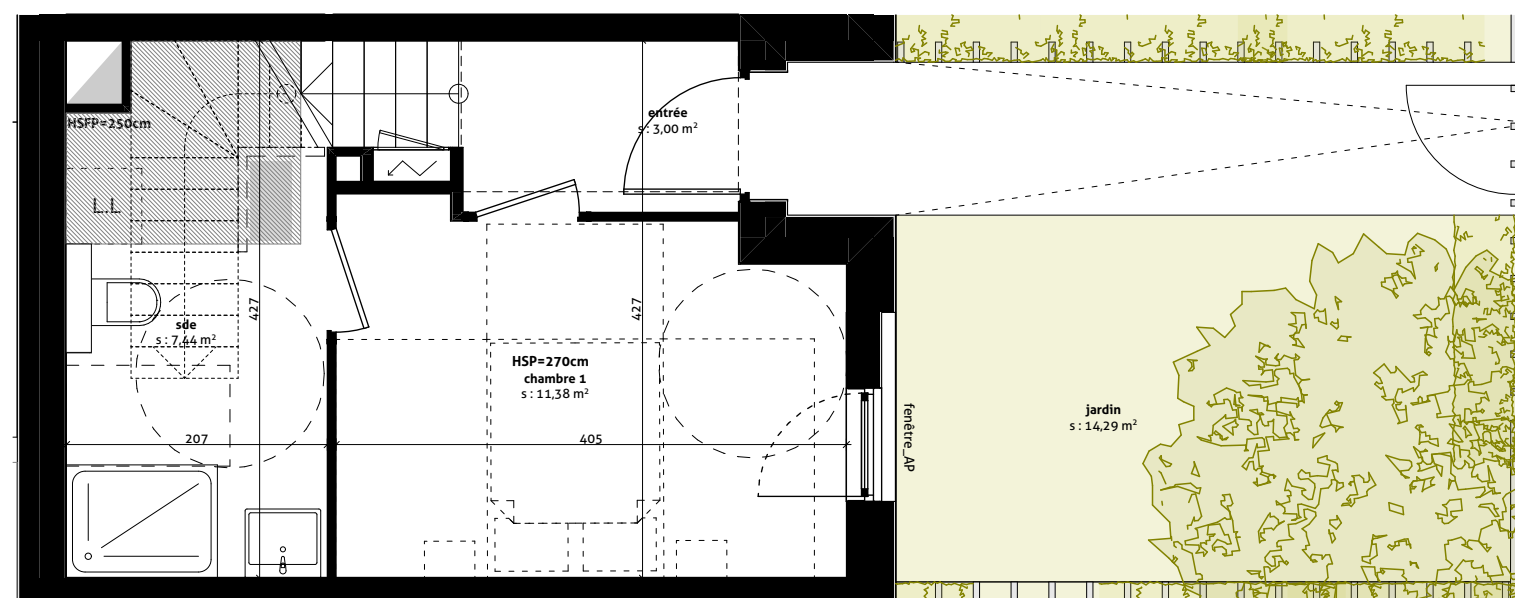 HSFP=250cm
L.L
entrée
s : 3,00 m²
427
427
sde
s : 7,44 m²
HSP=270cm
chambre 1
s : 11,38 m²
207
405
fenêtre_AP
jardin
s : 14,29 m²